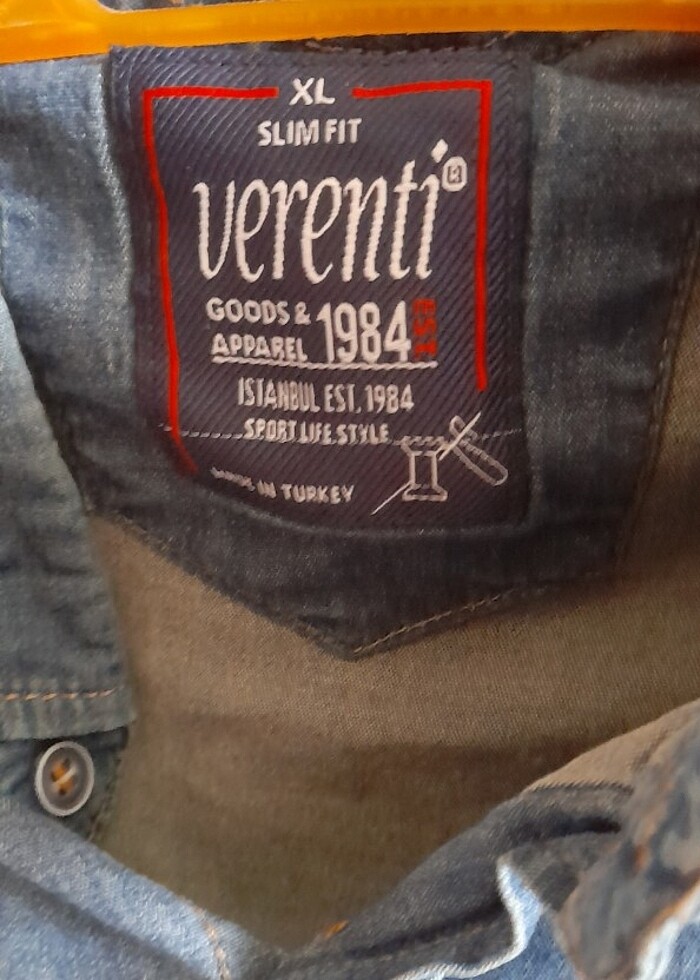 XL
SLIM FIT
verenti®
GOODS &
APPAREL 1984 EST
ISTANBUL EST. 1984
SPORT LIFE STYLE
MADE IN TURKEY